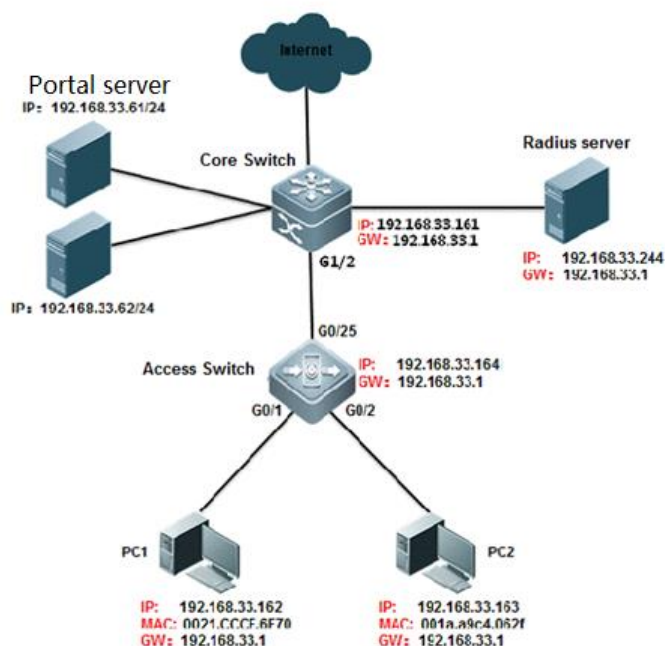 Internet
Portal server
IP: 192.168.33.61/24
Core Switch
Radius server
IP: 192.168.33.161
GW: 192.168.33.1
G1/2
IP: 192.168.33.244
GW: 192.168.33.1
IP: 192.168.33.62/24
G0/25
Access Switch
IP: 192.168.33.164
GW: 192.168.33.1
G0/1
G0/2
PC1
PC2
IP: 192.168.33.162
MAC: 0021.CCCF.6F70
GW: 192.168.33.1
IP: 192.168.33.163
MAC: 001a.a9c4.062f
GW: 192.168.33.1